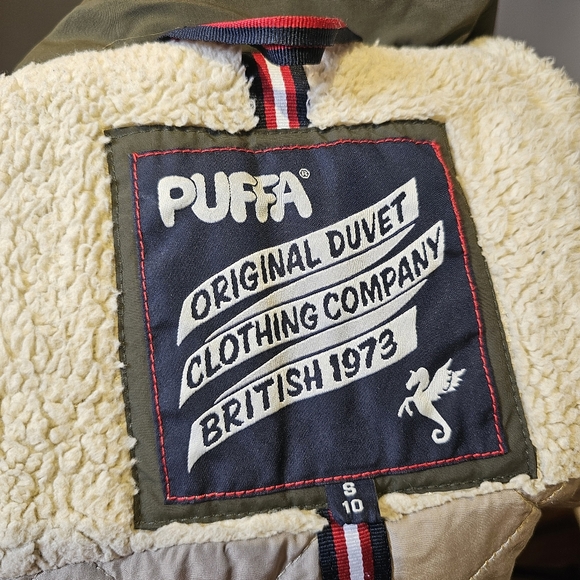 PUFFA®
ORIGINAL DUVET
CLOTHING COMPANY
BRITISH 1973
S
10